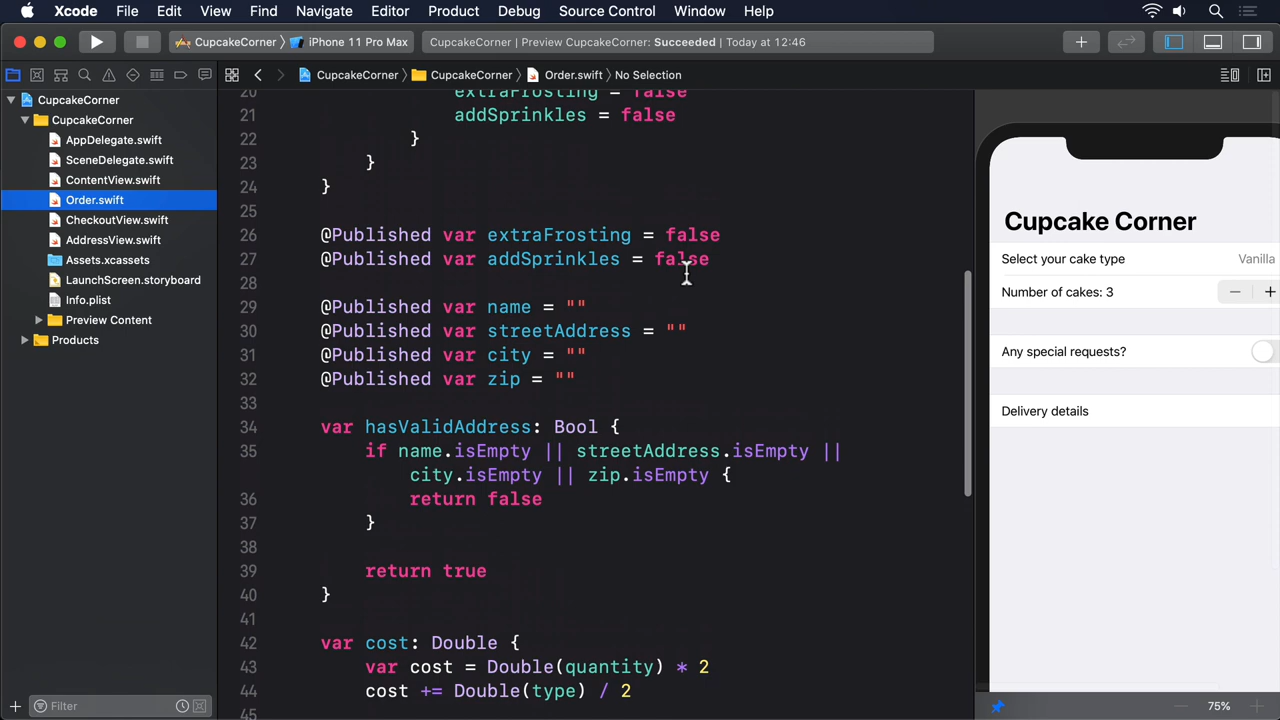 Xcode File Edit View Find Navigate Editor Product Debug Source Control Window Help
CupcakeCorner iPhone 11 Pro Max CupcakeCorner | Preview CupcakeCorner: Succeeded | Today at 12:46
CupcakeCorner CupcakeCorner Order.swift No Selection
CupcakeCorner
CupcakeCorner
AppDelegate.swift
SceneDelegate.swift
ContentView.swift
Order.swift
CheckoutView.swift
AddressView.swift
Assets.xcassets
LaunchScreen.storyboard
Info.plist
Preview Content
Products
Filter
20 extraFrosting = false
21 addSprinkles = false
22 }
23 }
24 }
25
26 @Published var extraFrosting = false
27 @Published var addSprinkles = false
28
29 @Published var name = ""
30 @Published var streetAddress = ""
31 @Published var city = ""
32 @Published var zip = ""
33
34 var hasValidAddress: Bool {
35 if name.isEmpty || streetAddress.isEmpty ||
city.isEmpty || zip.isEmpty {
36 return false
37 }
38
39 return true
40 }
41
42 var cost: Double {
43 var cost = Double(quantity) * 2
44 cost += Double(type) / 2
45
Cupcake Corner
Select your cake type Vanilla
Number of cakes: 3 − +
Any special requests?
Delivery details
75%